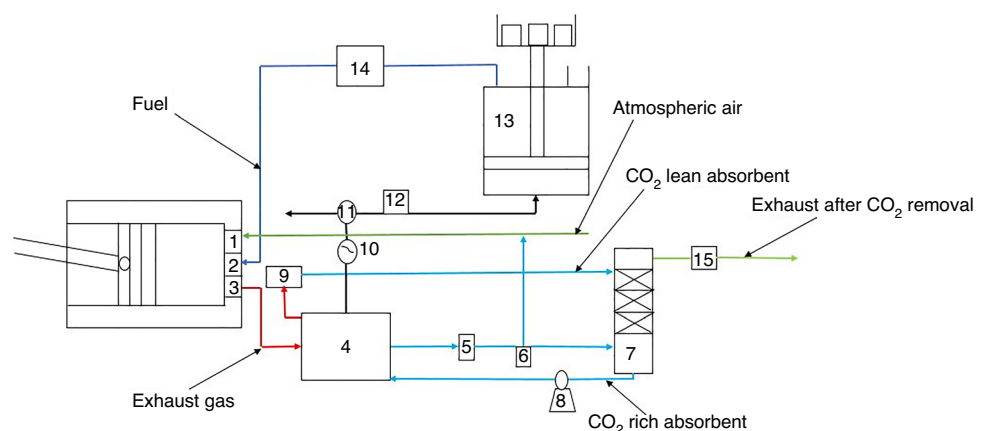 14
Fuel
13
Atmospheric air
CO₂ lean absorbent
12
Exhaust after CO₂ removal
11
1
10
15
2
9
3
4
5
6
7
Exhaust gas
8
CO₂ rich absorbent